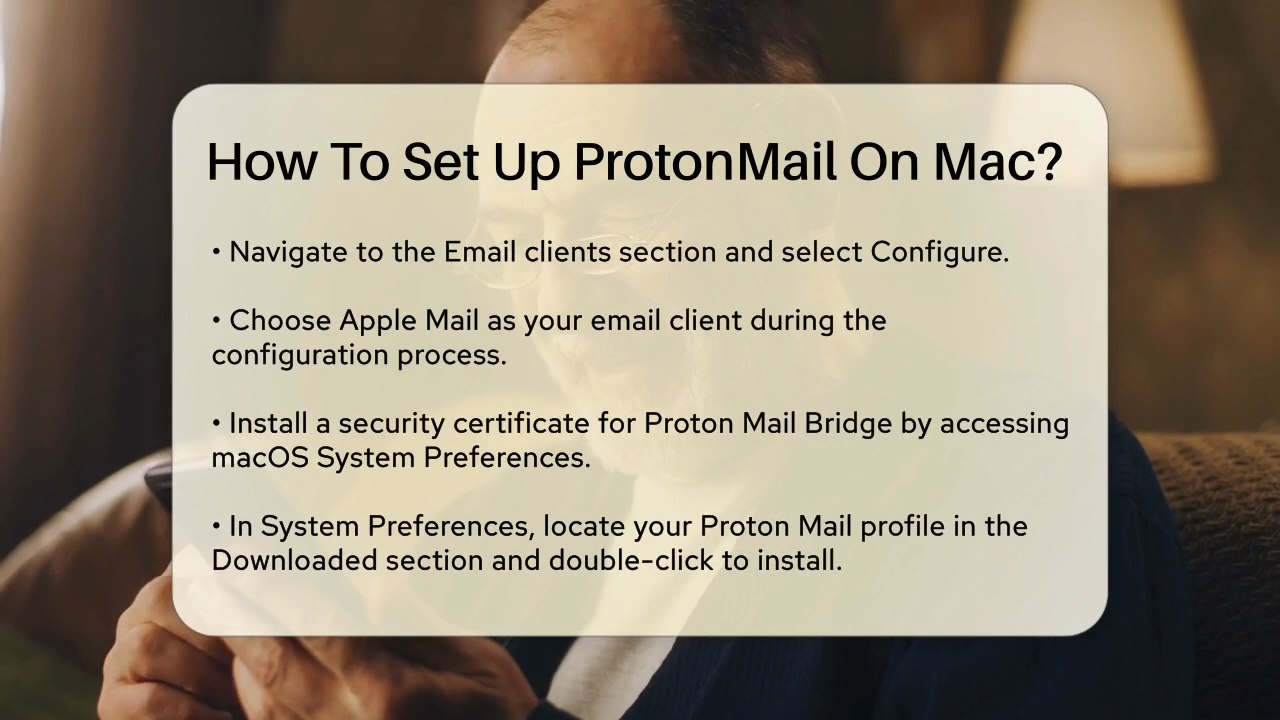 How To Set Up ProtonMail On Mac?
• Navigate to the Email clients section and select Configure.
• Choose Apple Mail as your email client during the
configuration process.
• Install a security certificate for Proton Mail Bridge by accessing
macOS System Preferences.
• In System Preferences, locate your Proton Mail profile in the
Downloaded section and double-click to install.